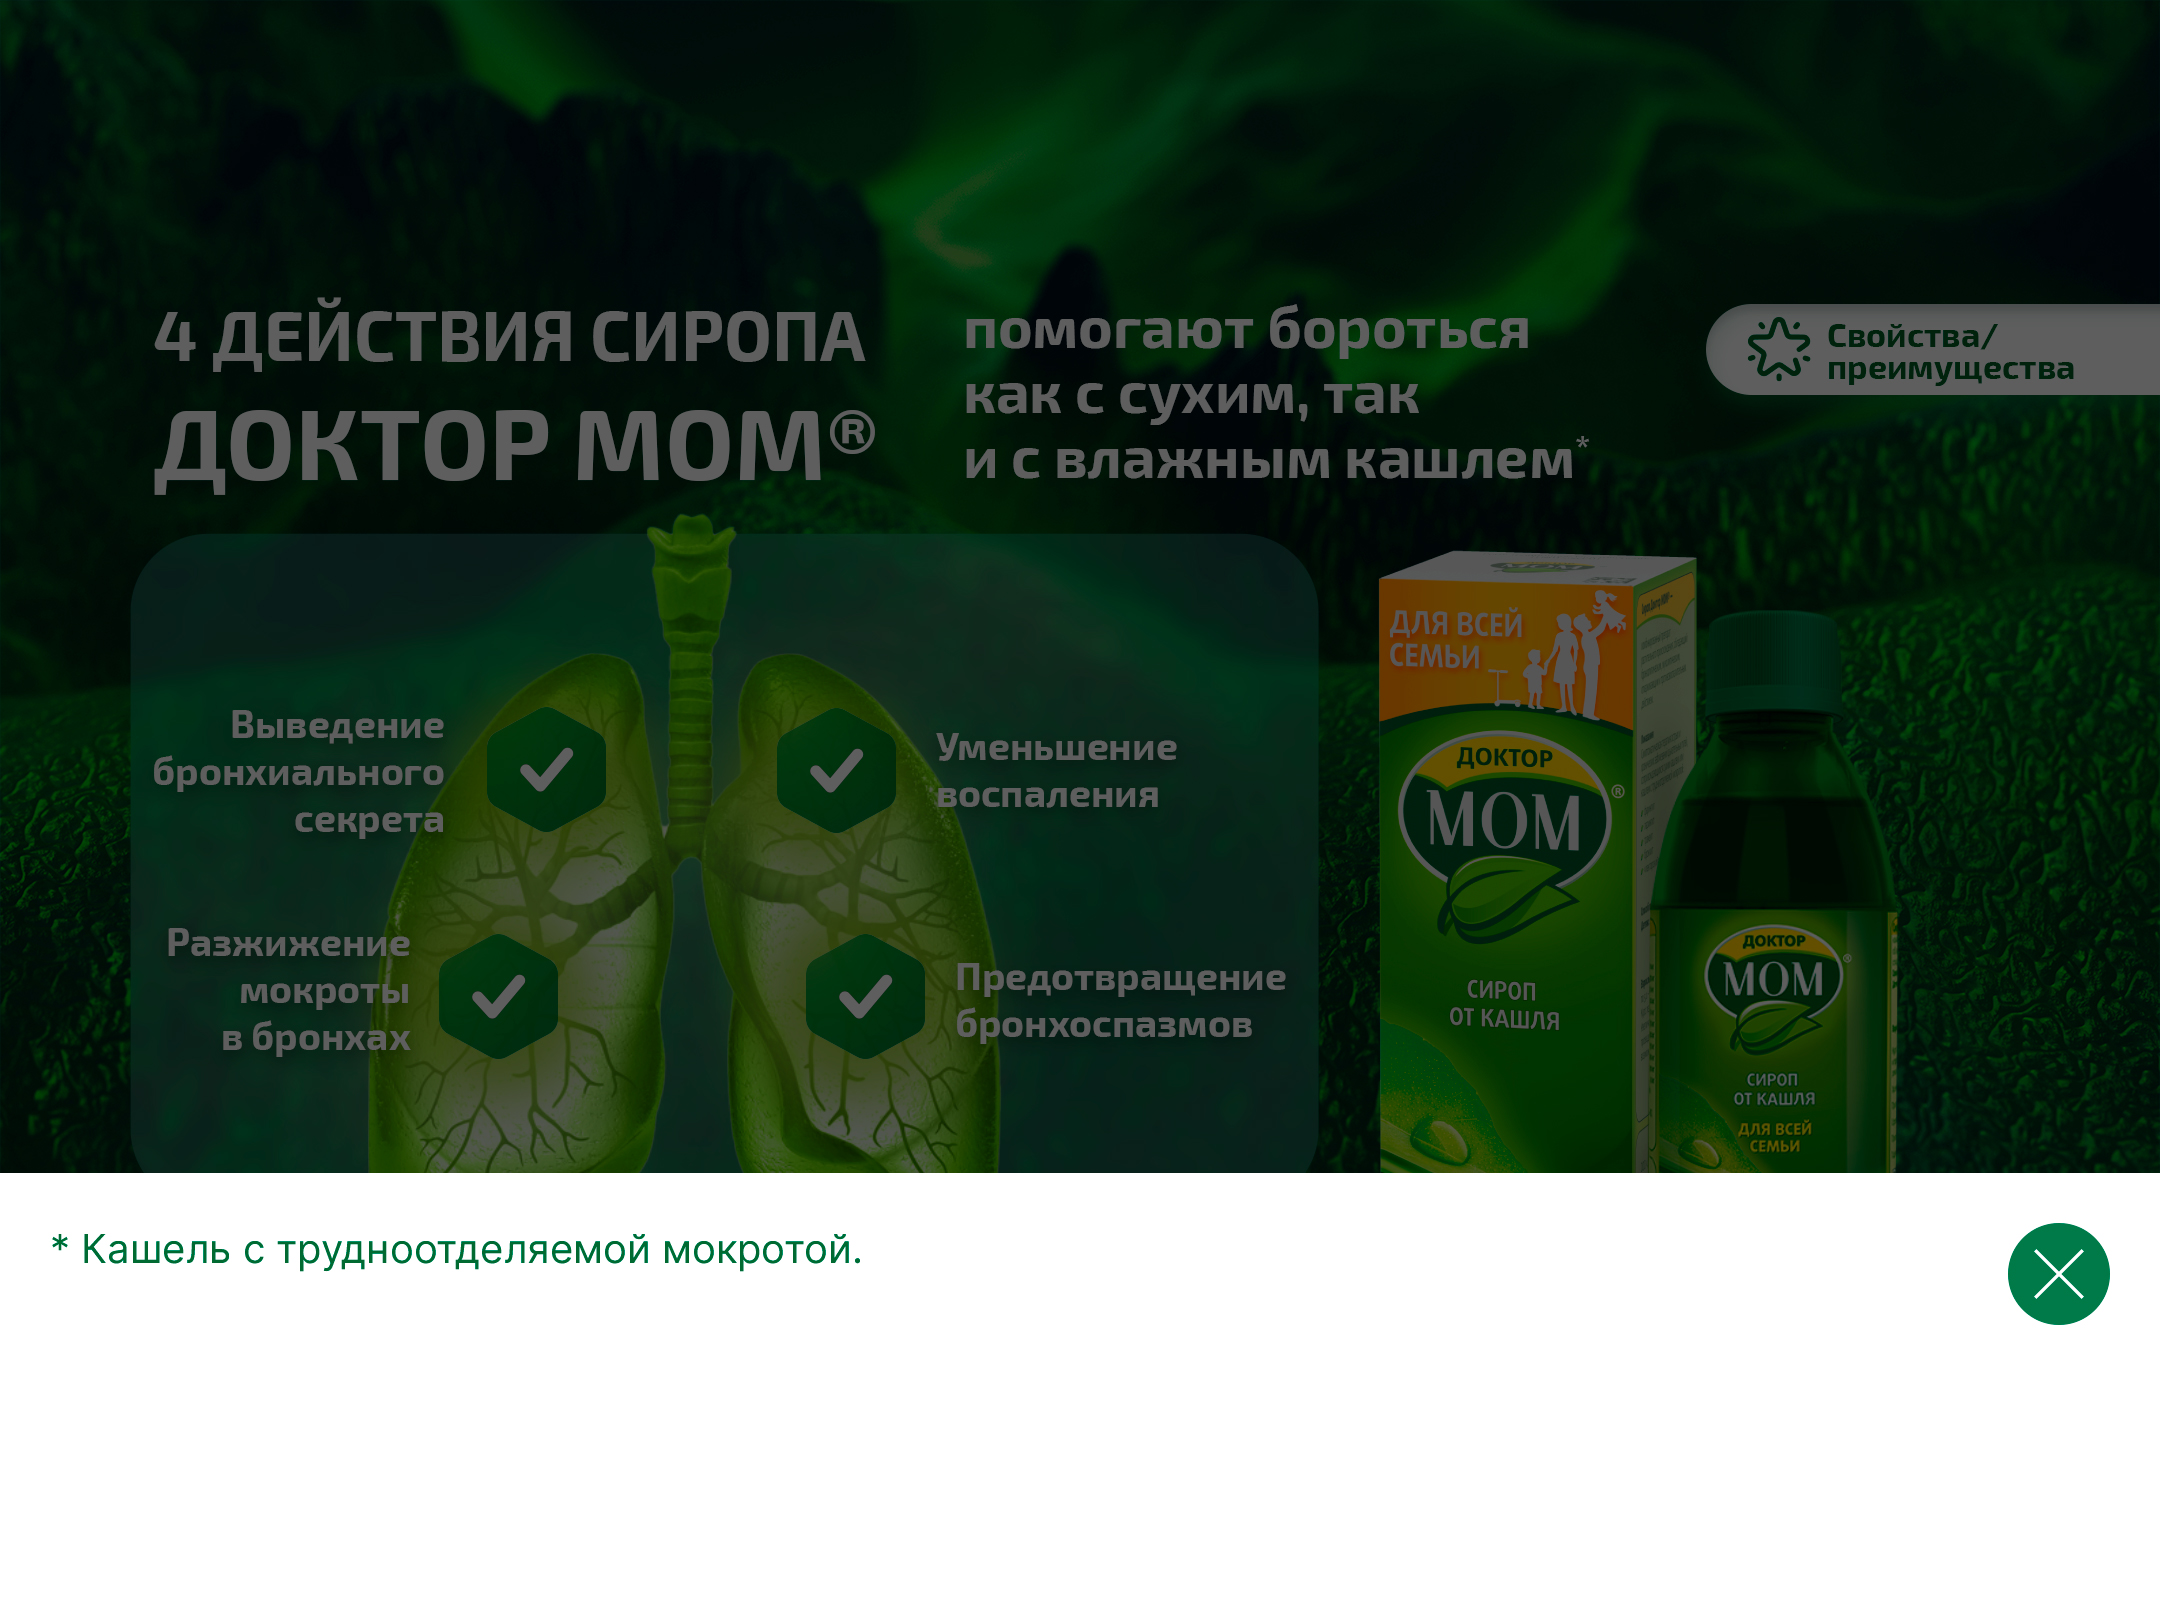 4 ДЕЙСТВИЯ СИРОПА
ДОКТОР МОМ®
помогают бороться
как с сухим, так
и с влажным кашлем*
Свойства/
преимущества
Выведение
бронхиального
секрета
Уменьшение
воспаления
Разжижение
мокроты
в бронхах
Предотвращение
бронхоспазмов
МОМ
ДЛЯ ВСЕЙ
СЕМЬИ
ДОКТОР
МОМ®
СИРОП
ОТ КАШЛЯ
ДОКТОР
МОМ®
СИРОП
ОТ КАШЛЯ
ДЛЯ ВСЕЙ
СЕМЬИ
* Кашель с трудноотделяемой мокротой.